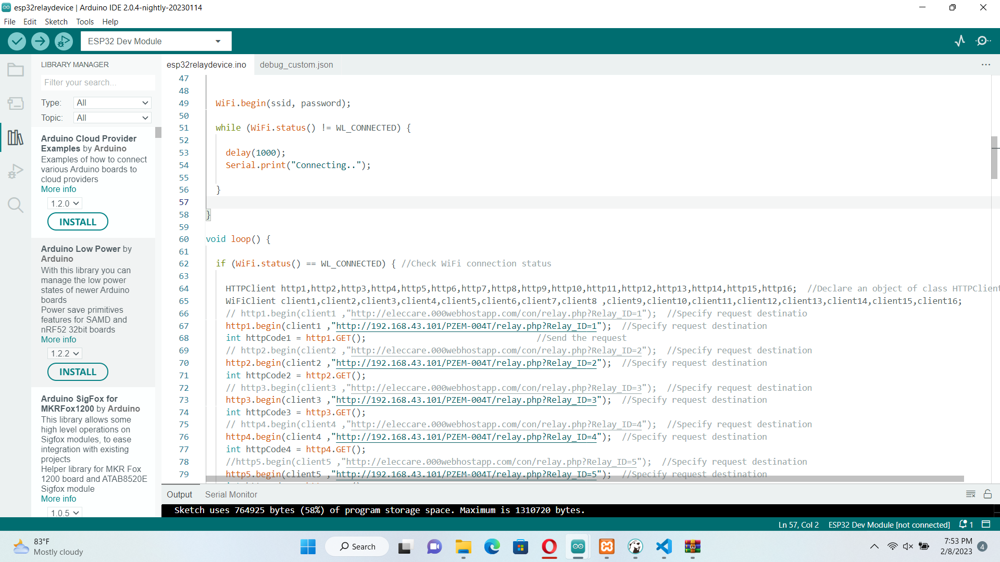 esp32relaydevice | Arduino IDE 2.0.4-nightly-20230114
File Edit Sketch Tools Help
ESP32 Dev Module
LIBRARY MANAGER
Filter your search...
Type: All
Topic: All
Arduino Cloud Provider
Examples by Arduino
Examples of how to connect
various Arduino boards to
cloud providers
More info
1.2.0
INSTALL
Arduino Low Power by
Arduino
With this library you can
manage the low power
states of newer Arduino
boards
Power save primitives
features for SAMD and
nRF52 32bit boards
More info
1.2.2
INSTALL
Arduino SigFox for
MKRFox1200 by Arduino
This library allows some
high level operations on
Sigfox modules, to ease
integration with existing
projects
Helper library for MKR Fox
1200 board and ATAB8520E
Sigfox module
More info
1.0.5
esp32relaydevice.ino debug_custom.json
47
48
49 WiFi.begin(ssid, password);
50
51 while (WiFi.status() != WL_CONNECTED) {
52
53 delay(1000);
54 Serial.print("Connecting..");
55
56 }
57
58 }
59
60 void loop() {
61
62 if (WiFi.status() == WL_CONNECTED) { //Check WiFi connection status
63
64 HTTPClient http1,http2,http3,http4,http5,http6,http7,http8,http9,http10,http11,http12,http13,http14,http15,http16; //Declare an object of class HTTPClient
65 WiFiClient client1,client2,client3,client4,client5,client6,client7,client8 ,client9,client10,client11,client12,client13,client14,client15,client16;
66 // http1.begin(client1 ,"http://eleccare.000webhostapp.com/con/relay.php?Relay_ID=1"); //Specify request destinatio
67 http1.begin(client1 ,"http://192.168.43.101/PZEM-004T/relay.php?Relay_ID=1"); //Specify request destination
68 int httpCode1 = http1.GET(); //Send the request
69 // http2.begin(client2 ,"http://eleccare.000webhostapp.com/con/relay.php?Relay_ID=2"); //Specify request destination
70 http2.begin(client2 ,"http://192.168.43.101/PZEM-004T/relay.php?Relay_ID=2"); //Specify request destination
71 int httpCode2 = http2.GET();
72 // http3.begin(client3 ,"http://eleccare.000webhostapp.com/con/relay.php?Relay_ID=3"); //Specify request destination
73 http3.begin(client3 ,"http://192.168.43.101/PZEM-004T/relay.php?Relay_ID=3"); //Specify request destination
74 int httpCode3 = http3.GET();
75 // http4.begin(client4 ,"http://eleccare.000webhostapp.com/con/relay.php?Relay_ID=4"); //Specify request destination
76 http4.begin(client4 ,"http://192.168.43.101/PZEM-004T/relay.php?Relay_ID=4"); //Specify request destination
77 int httpCode4 = http4.GET();
78 //http5.begin(client5 ,"http://eleccare.000webhostapp.com/con/relay.php?Relay_ID=5"); //Specify request destination
79 http5.begin(client5 ,"http://192.168.43.101/PZEM-004T/relay.php?Relay_ID=5"); //Specify request destination
Output Serial Monitor
Sketch uses 764925 bytes (58%) of program storage space. Maximum is 1310720 bytes.
Ln 57, Col 2 ESP32 Dev Module [not connected] 1
83°F
Mostly cloudy
Search
7:53 PM
2/8/2023
4